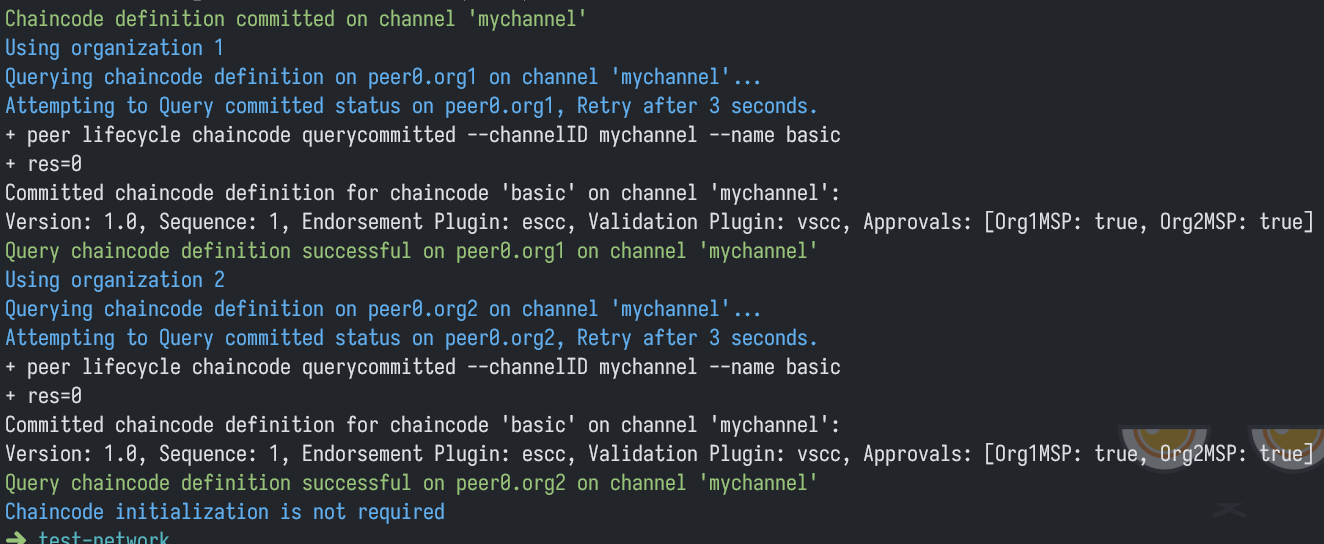 Chaincode definition committed on channel 'mychannel'
Using organization 1
Querying chaincode definition on peer0.org1 on channel 'mychannel'...
Attempting to Query committed status on peer0.org1, Retry after 3 seconds.
+ peer lifecycle chaincode querycommitted --channelID mychannel --name basic
+ res=0
Committed chaincode definition for chaincode 'basic' on channel 'mychannel':
Version: 1.0, Sequence: 1, Endorsement Plugin: escc, Validation Plugin: vscc, Approvals: [Org1MSP: true, Org2MSP: true]
Query chaincode definition successful on peer0.org1 on channel 'mychannel'
Using organization 2
Querying chaincode definition on peer0.org2 on channel 'mychannel'...
Attempting to Query committed status on peer0.org2, Retry after 3 seconds.
+ peer lifecycle chaincode querycommitted --channelID mychannel --name basic
+ res=0
Committed chaincode definition for chaincode 'basic' on channel 'mychannel':
Version: 1.0, Sequence: 1, Endorsement Plugin: escc, Validation Plugin: vscc, Approvals: [Org1MSP: true, Org2MSP: true]
Query chaincode definition successful on peer0.org2 on channel 'mychannel'
Chaincode initialization is not required
➜ test-network